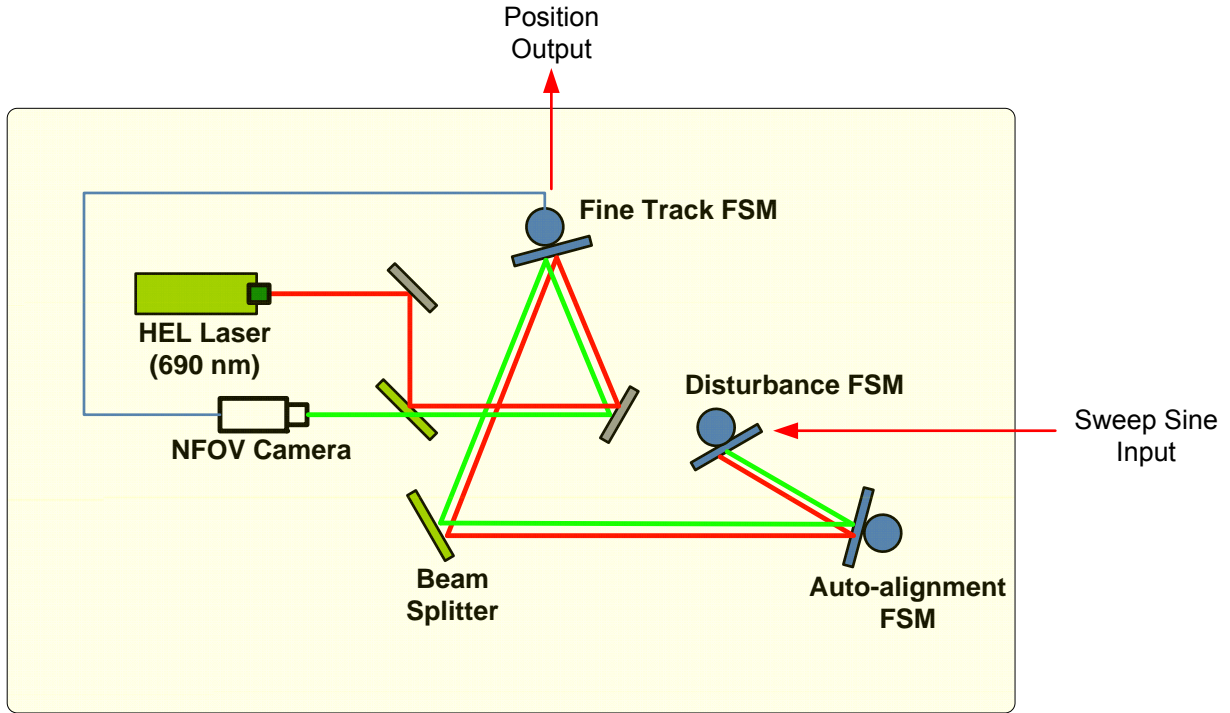 Position
Output
Fine Track FSM
HEL Laser
(690 nm)
Disturbance FSM
NFOV Camera
Sweep Sine
Input
Beam
Splitter
Auto-alignment
FSM